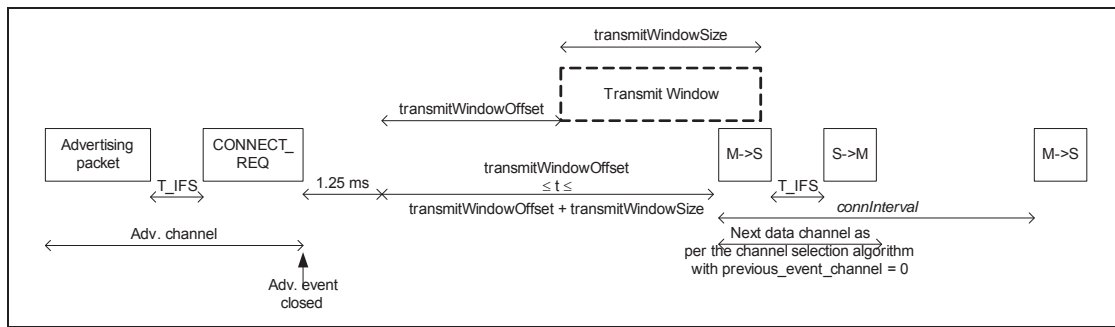 transmitWindowSize
Transmit Window
transmitWindowOffset
Advertising
packet
CONNECT_
REQ
M->S
S->M
M->S
T_IFS
1.25 ms
transmitWindowOffset
≤ t ≤
transmitWindowOffset + transmitWindowSize
T_IFS
connInterval
Adv. channel
Next data channel as
per the channel selection algorithm
with previous_event_channel = 0
Adv. event
closed